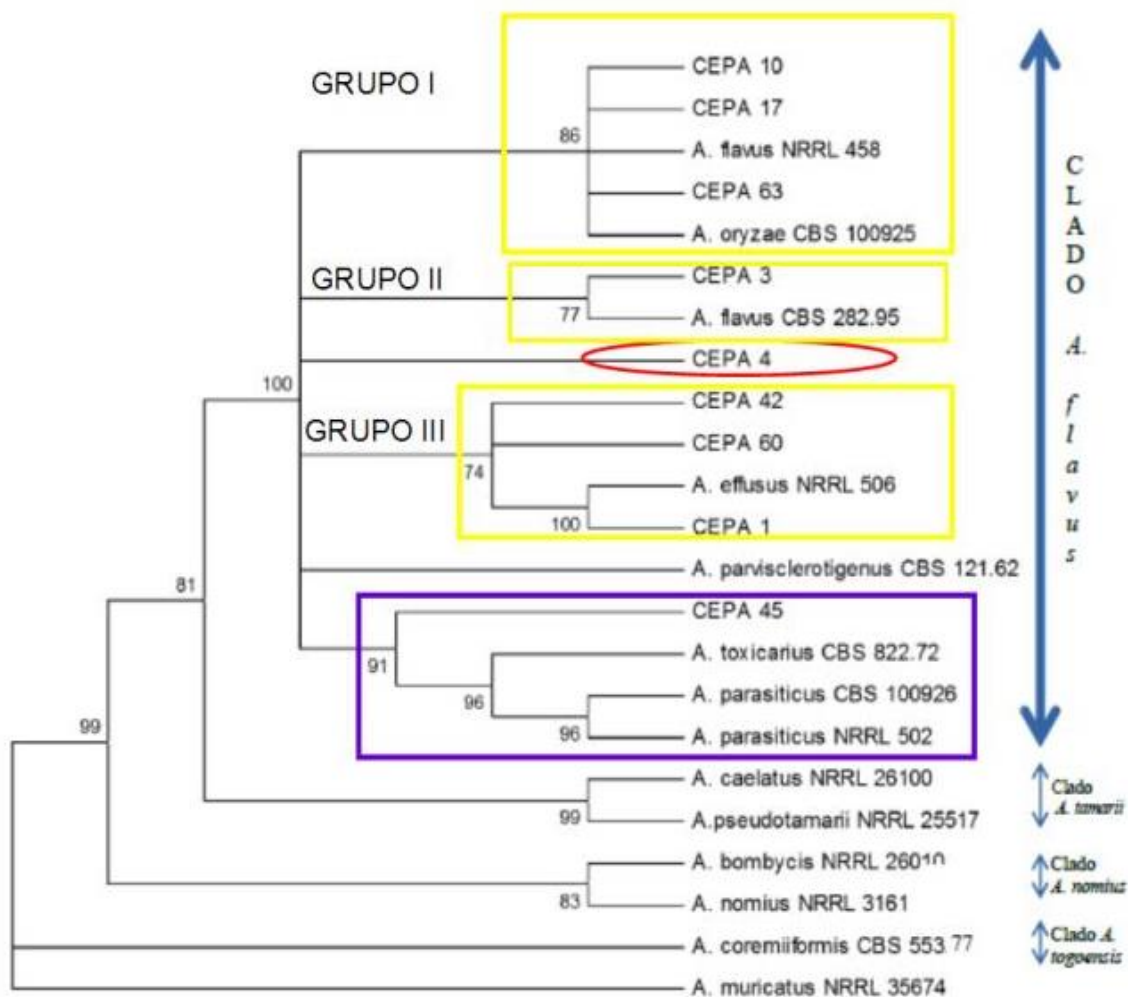 GRUPO I
CEPA 10
CEPA 17
86
A. flavus NRRL 458
CEPA 63
A. oryzae CBS 100925
GRUPO II
CEPA 3
77
A. flavus CBS 282.95
CEPA 4
100
CEPA 42
GRUPO III
CEPA 60
74
A. effusus NRRL 506
100
CEPA 1
A. parvisclerotigenus CBS 121.62
81
CEPA 45
91
A. toxicarius CBS 822.72
96
A. parasiticus CBS 100926
96
A. parasiticus NRRL 502
99
A. caelatus NRRL 26100
99
A.pseudotamarii NRRL 25517
A. bombycis NRRL 26010
83
A. nomius NRRL 3161
A. coremiiformis CBS 553.77
A. muricatus NRRL 35674
CLADO A. flavus
Clado
A. tamarii
Clado
A. nomius
Clado A.
togoensis